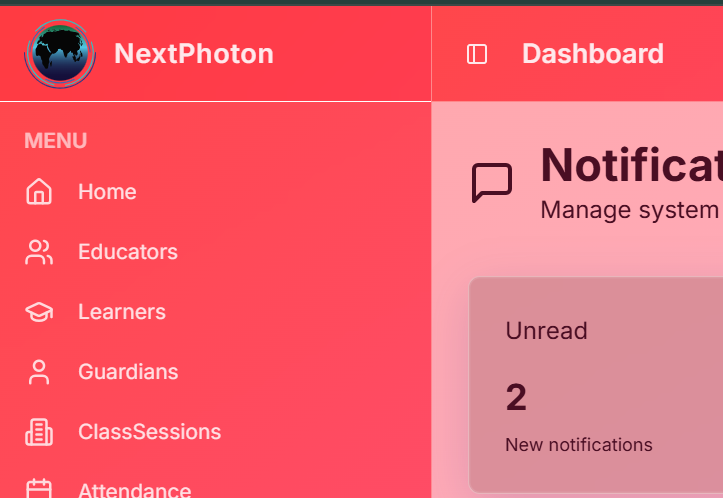 NextPhoton
Dashboard
MENU
Home
Educators
Learners
Guardians
ClassSessions
Attendance
Notificat
Manage system
Unread
2
New notifications